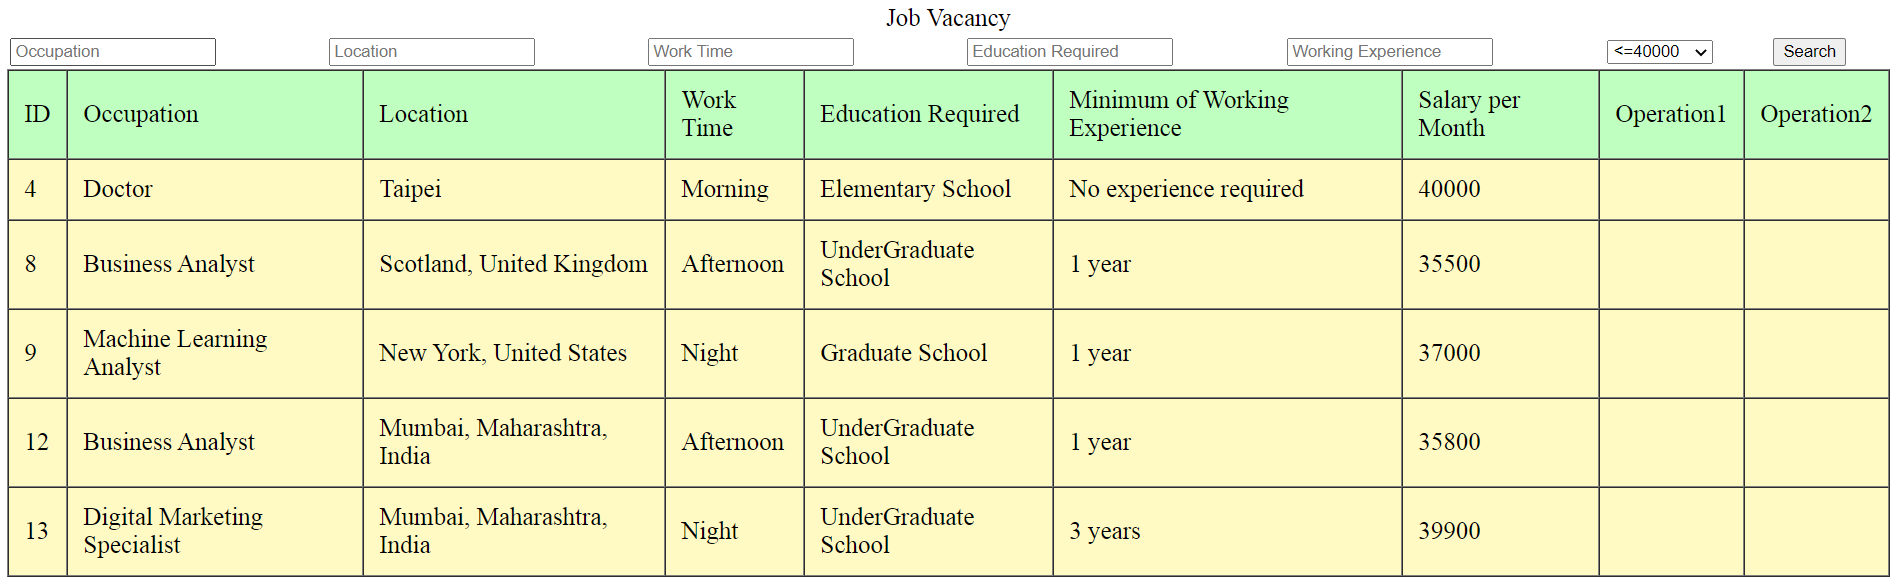 Job Vacancy
Occupation Location Work Time Education Required Working Experience <=40000 Search
ID Occupation Location Work Time Education Required Minimum of Working Experience Salary per Month Operation1 Operation2
4 Doctor Taipei Morning Elementary School No experience required 40000
8 Business Analyst Scotland, United Kingdom Afternoon UnderGraduate School 1 year 35500
9 Machine Learning Analyst New York, United States Night Graduate School 1 year 37000
12 Business Analyst Mumbai, Maharashtra, India Afternoon UnderGraduate School 1 year 35800
13 Digital Marketing Specialist Mumbai, Maharashtra, India Night UnderGraduate School 3 years 39900